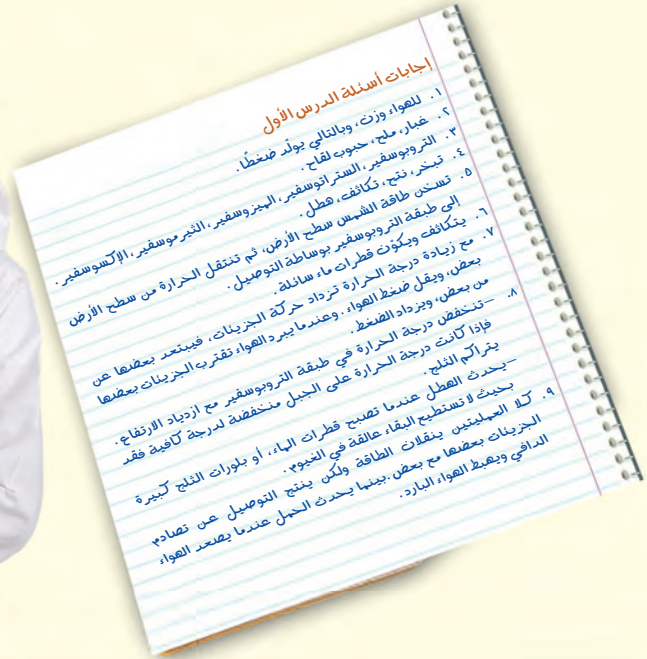 إجابات أسئلة الدرس الأول
١. للهواء وزن، وبالتالي يولّد ضغطًا.
٢. غبار، ملح، حبوب لقاح.
٣. التروبوسفير، الستراتوسفير، الميزوسفير، الثيرموسفير، الإكسوسفير.
٤. تبخر، نتح، تكاثف، هطل.
٥. تسخن طاقة الشمس سطح الأرض، ثم تنتقل الحرارة من سطح الأرض
إلى طبقة التروبوسفير بوساطة التوصيل.
٦. يتكاثف ويكوّن قطرات ماء سائلة.
٧. مع زيادة درجة الحرارة تزداد حركة الجزيئات، فيبتعد بعضها عن
بعض، ويقل ضغط الهواء. وعندما يبرد الهواء تقترب الجزيئات بعضها
من بعض، ويزداد الضغط.
٨. –تنخفض درجة الحرارة في طبقة التروبوسفير مع ازدياد الارتفاع.
فإذا كانت درجة الحرارة على الجبل منخفضة لدرجة كافية فقد
يتراكم الثلج.
–يحدث الهطل عندما تصبح قطرات الماء، أو بلورات الثلج كبيرة
بحيث لا تستطيع البقاء عالقة في الغيوم.
٩. كلا العمليتين ينقلان الطاقة ولكن ينتج التوصيل عن تصادم
الجزيئات بعضها مع بعض. بينما يحدث الحمل عندما يصعد الهواء
الدافي ويهبط الهواء البارد.